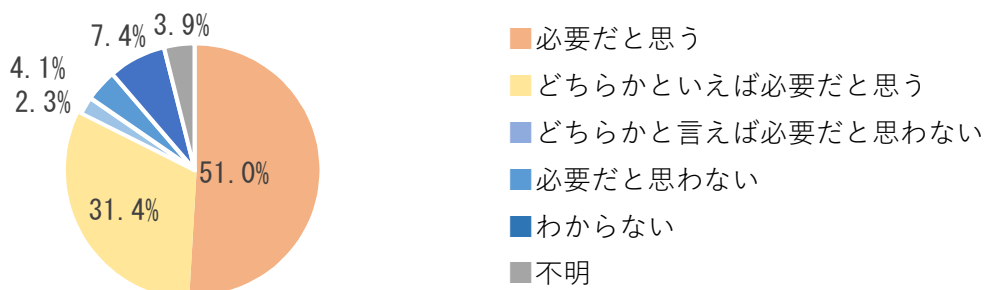 3.9%
7.4%
4.1%
2.3%
51.0%
31.4%
必要だと思う
どちらかといえば必要だと思う
どちらかと言えば必要だと思わない
必要だと思わない
わからない
不明